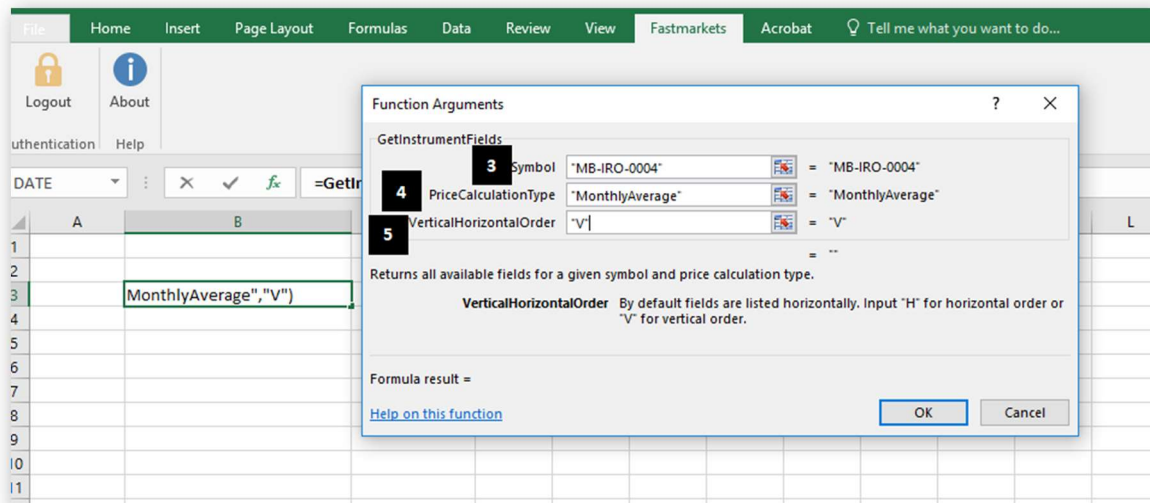 File Home Insert Page Layout Formulas Data Review View Fastmarkets Acrobat Tell me what you want to do...
Logout About
uthentication Help
Function Arguments ? X
GetInstrumentFields
3 Symbol "MB-IRO-0004" = "MB-IRO-0004"
4 PriceCalculationType "MonthlyAverage" = "MonthlyAverage"
5 VerticalHorizontalOrder "V" = "V"
= ""
Returns all available fields for a given symbol and price calculation type.
VerticalHorizontalOrder By default fields are listed horizontally. Input "H" for horizontal order or
"V" for vertical order.
Formula result =
Help on this function OK Cancel
DATE fx =GetIr
A B L
1
2
3 MonthlyAverage","V")
4
5
6
7
8
9
10
11